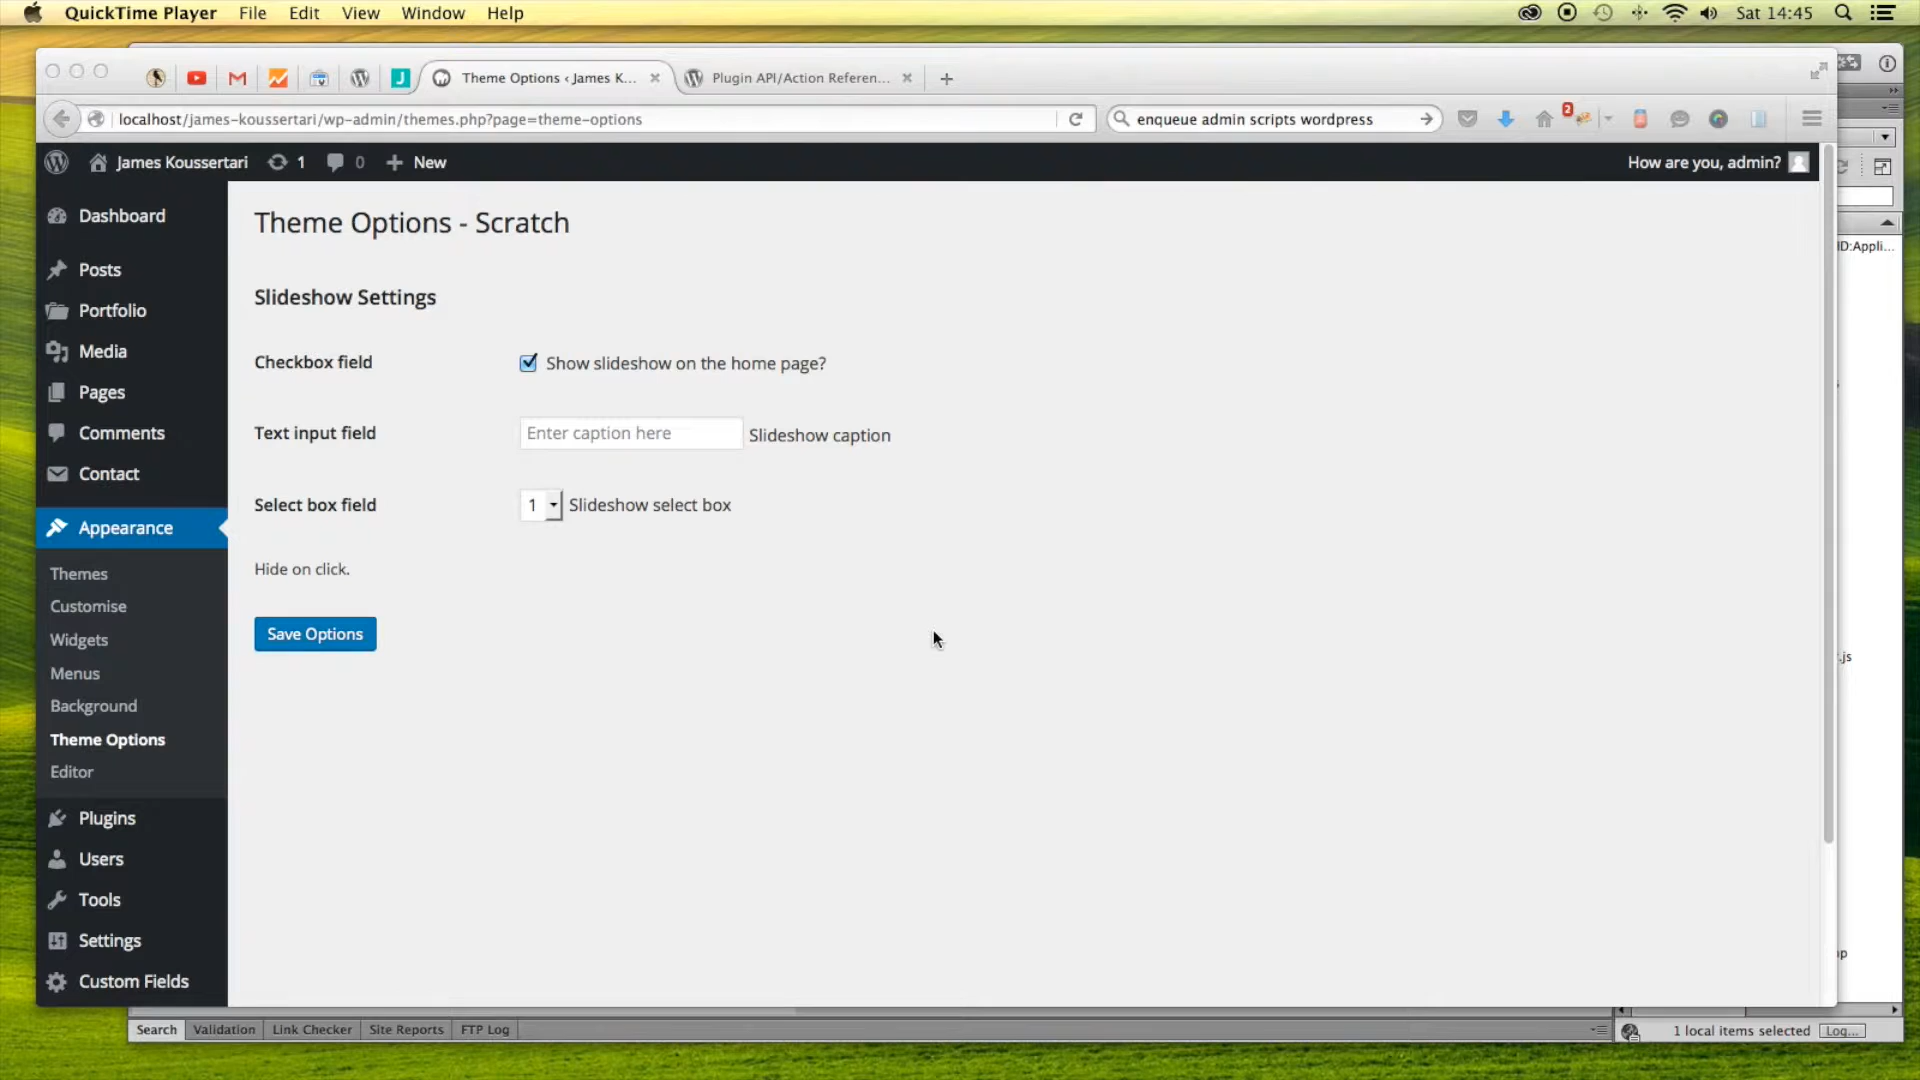 QuickTime Player File Edit View Window Help Sat 14:45
Theme Options ‹ James K... Plugin API/Action Referen...
localhost/james-koussertari/wp-admin/themes.php?page=theme-options enqueue admin scripts wordpress 2
James Koussertari 1 0 New How are you, admin?
Dashboard
Posts
Portfolio
Media
Pages
Comments
Contact
Appearance
Themes
Customise
Widgets
Menus
Background
Theme Options
Editor
Plugins
Users
Tools
Settings
Custom Fields
Theme Options - Scratch
Slideshow Settings
Checkbox field Show slideshow on the home page?
Text input field Enter caption here Slideshow caption
Select box field 1 Slideshow select box
Hide on click.
Save Options
ID:Appli...
.js
Search Validation Link Checker Site Reports FTP Log 1 local items selected Log...